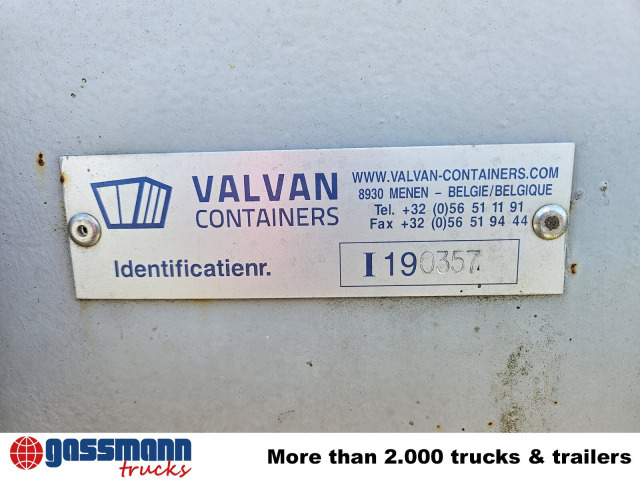 VALVAN
CONTAINERS
WWW.VALVAN-CONTAINERS.COM
8930 MENEN – BELGIE/BELGIQUE
Tel. +32 (0)56 51 11 91
Fax +32 (0)56 51 94 44
Identificatienr.
I 190357
gassmann
trucks
More than 2.000 trucks & trailers